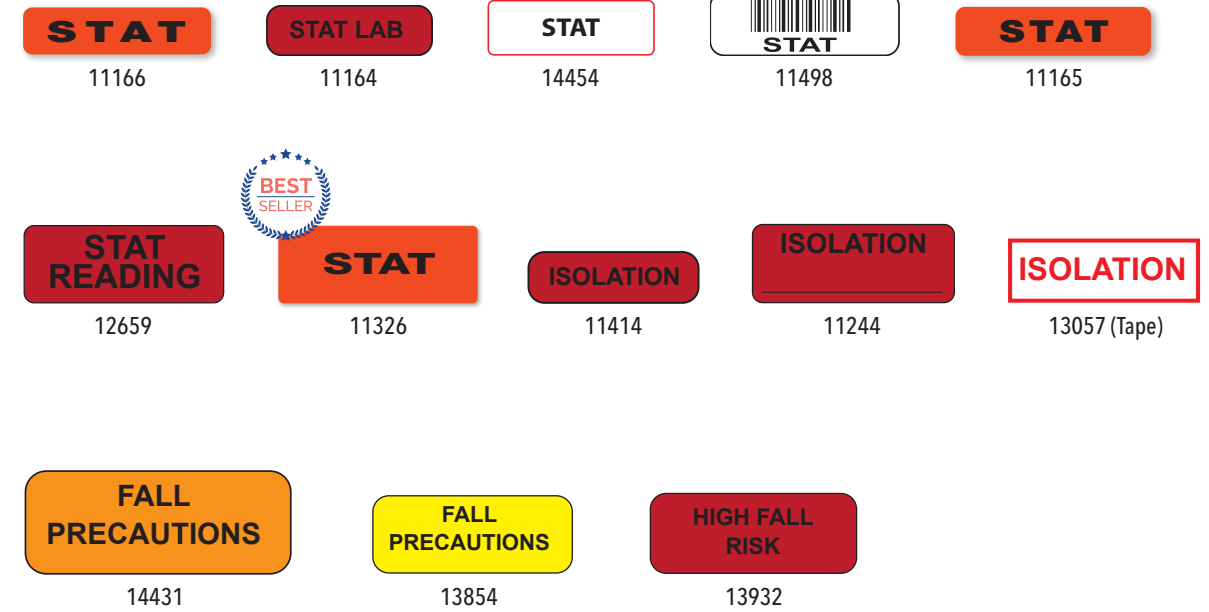 STAT
STAT LAB
STAT
STAT
STAT
11166
11164
14454
11498
11165
BEST
SELLER
STAT
READING
STAT
ISOLATION
ISOLATION
ISOLATION
12659
11326
11414
11244
13057 (Tape)
FALL
PRECAUTIONS
FALL
PRECAUTIONS
HIGH FALL
RISK
14431
13854
13932